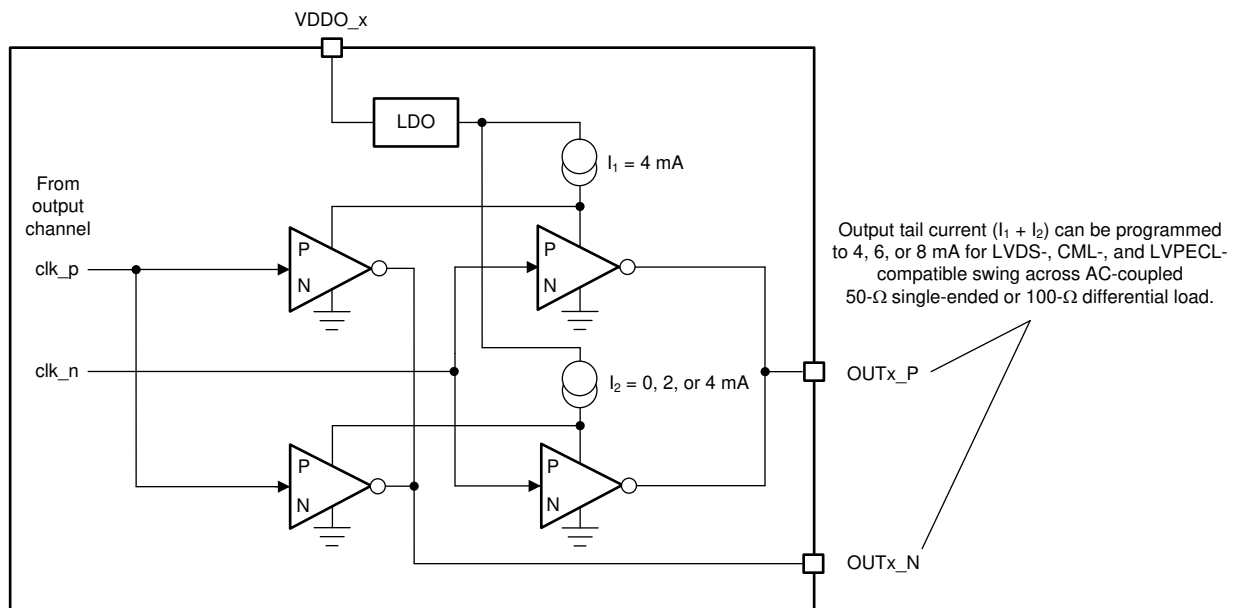 VDDO_x
LDO
I₁ = 4 mA
From
output
channel
P
N
P
N
clk_p
Output tail current (I₁ + I₂) can be programmed
to 4, 6, or 8 mA for LVDS-, CML-, and LVPECL-
compatible swing across AC-coupled
50-Ω single-ended or 100-Ω differential load.
clk_n
I₂ = 0, 2, or 4 mA
OUTx_P
P
N
P
N
OUTx_N